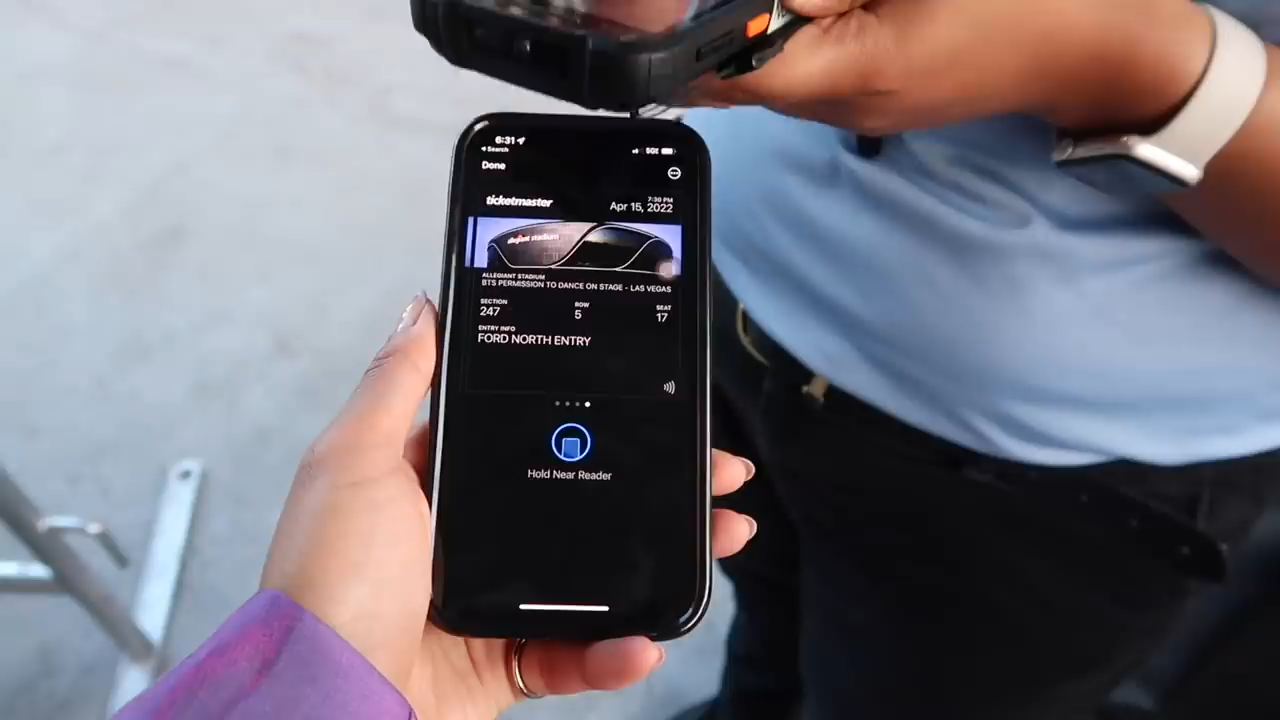 6:31
Search
5GE
Done
ticketmaster
7:30 PM
Apr 15, 2022
allegiant stadium
ALLEGIANT STADIUM
BTS PERMISSION TO DANCE ON STAGE - LAS VEGAS
SECTION ROW SEAT
247 5 17
ENTRY INFO
FORD NORTH ENTRY
Hold Near Reader